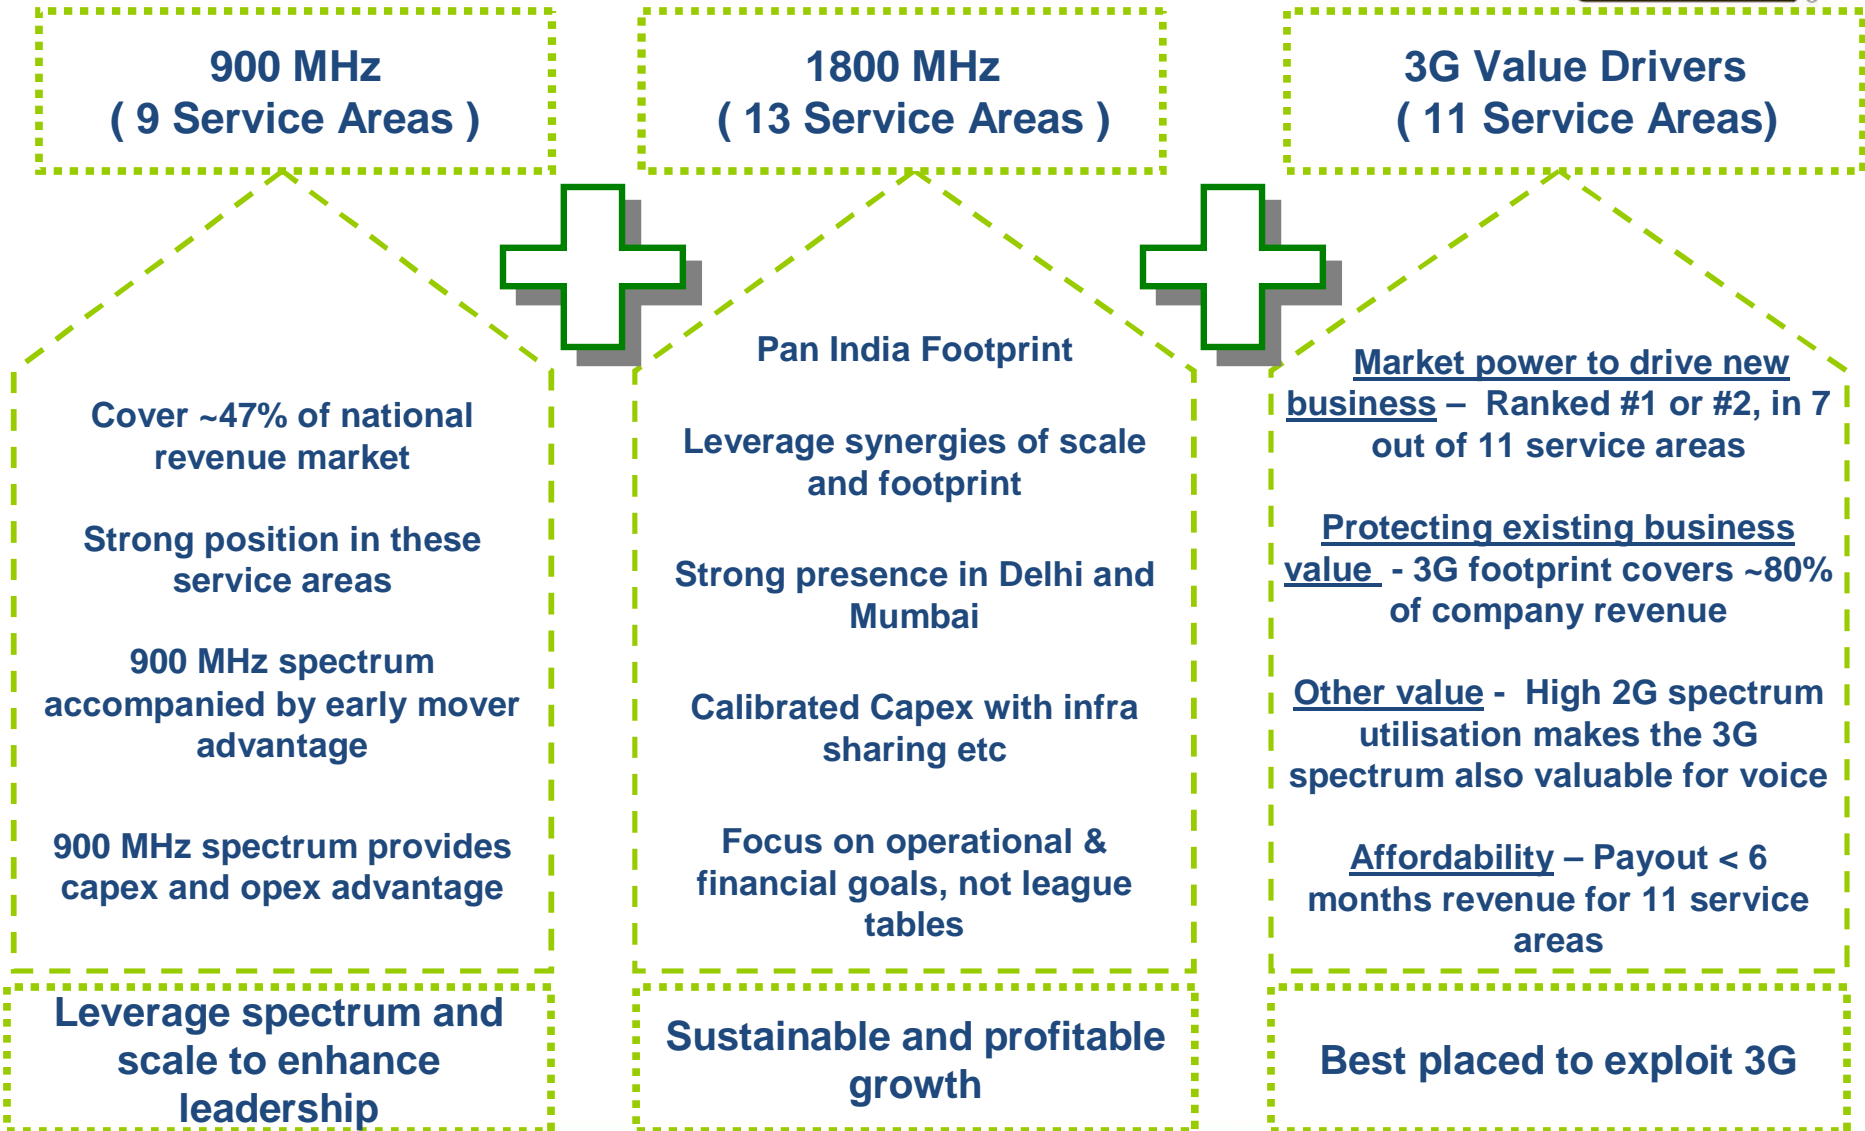 900 MHz
( 9 Service Areas )
Cover ~47% of national
revenue market
Strong position in these
service areas
900 MHz spectrum
accompanied by early mover
advantage
900 MHz spectrum provides
capex and opex advantage
Leverage spectrum and
scale to enhance
leadership
1800 MHz
( 13 Service Areas )
Pan India Footprint
Leverage synergies of scale
and footprint
Strong presence in Delhi and
Mumbai
Calibrated Capex with infra
sharing etc
Focus on operational &
financial goals, not league
tables
Sustainable and profitable
growth
3G Value Drivers
( 11 Service Areas)
Market power to drive new
business – Ranked #1 or #2, in 7
out of 11 service areas
Protecting existing business
value - 3G footprint covers ~80%
of company revenue
Other value - High 2G spectrum
utilisation makes the 3G
spectrum also valuable for voice
Affordability – Payout < 6
months revenue for 11 service
areas
Best placed to exploit 3G